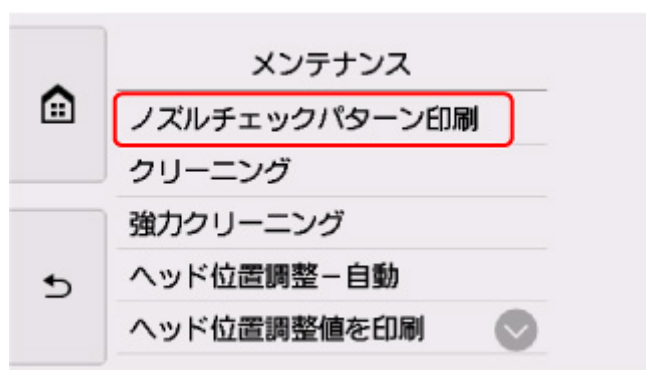 メンテナンス
ノズルチェックパターン印刷
クリーニング
強力クリーニング
ヘッド位置調整－自動
ヘッド位置調整値を印刷